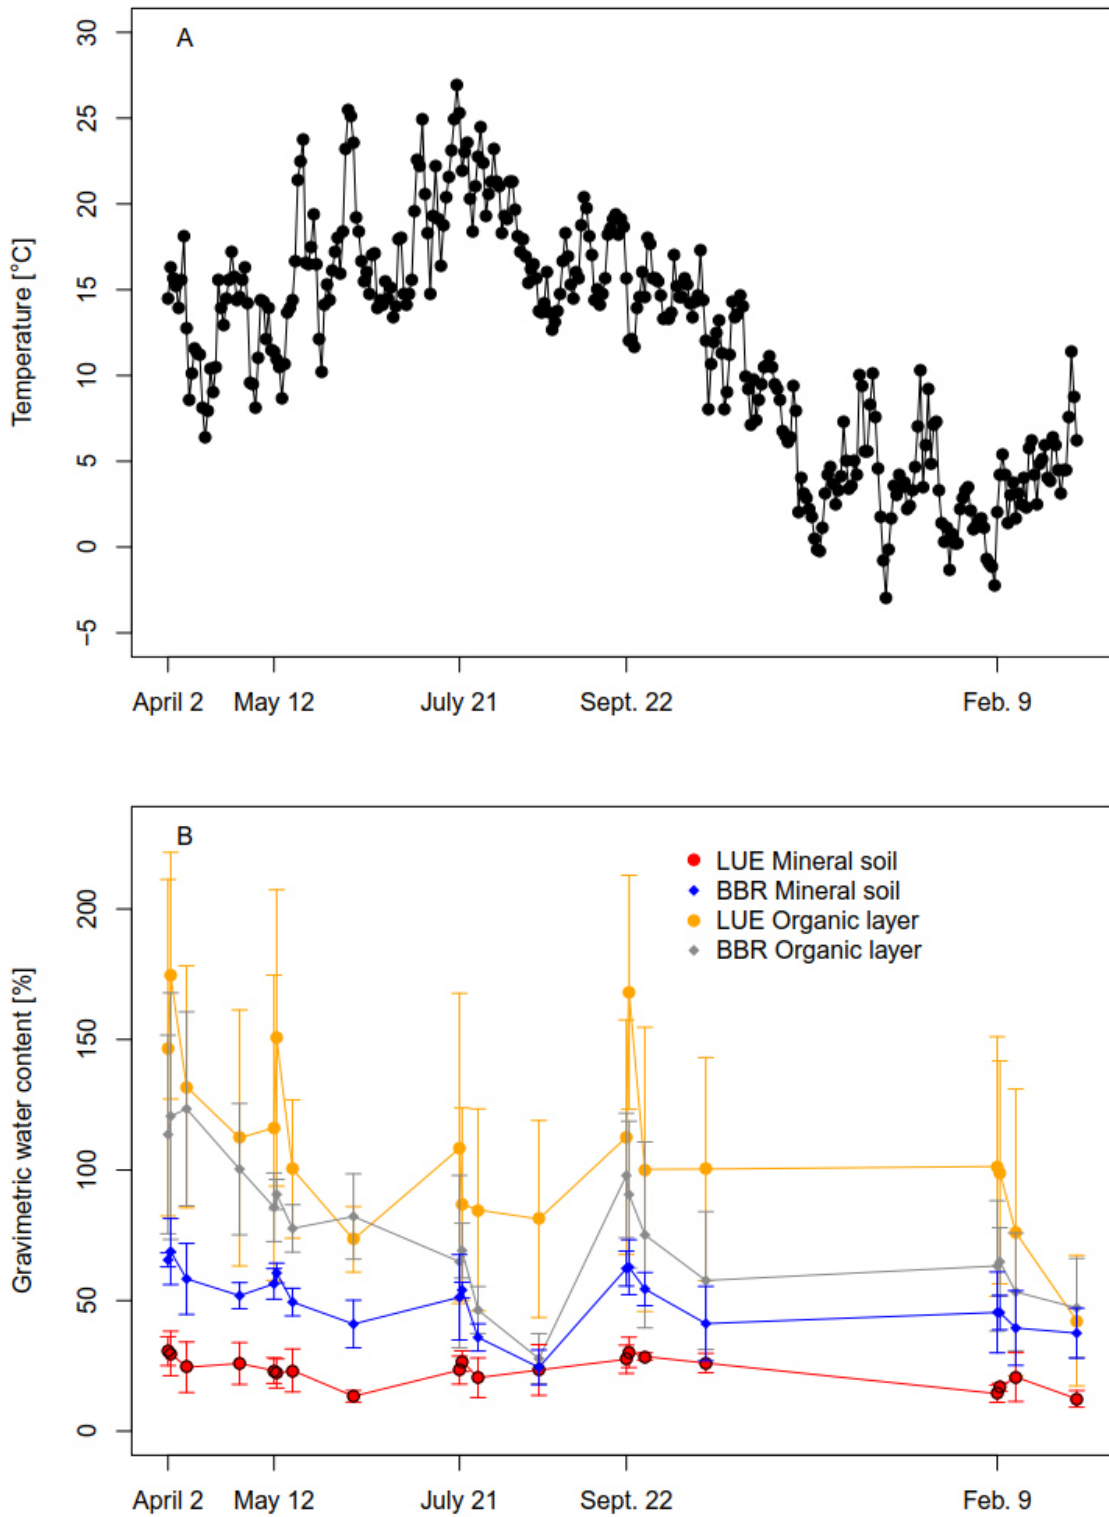 A
Temperature [°C]
30
25
20
15
10
5
0
−5
April 2 May 12 July 21 Sept. 22 Feb. 9
B
Gravimetric water content [%]
200
150
100
50
0
LUE Mineral soil
BBR Mineral soil
LUE Organic layer
BBR Organic layer
April 2 May 12 July 21 Sept. 22 Feb. 9